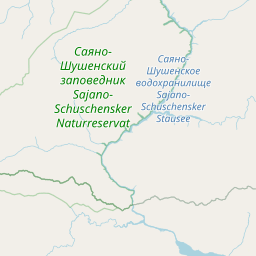 Саяно-
Шушенский
заповедник
Sajano-
Schuschensker
Naturreservat
Саяно-
Шушенское
водохранилище
Sajano-
Schuschensker
Stausee